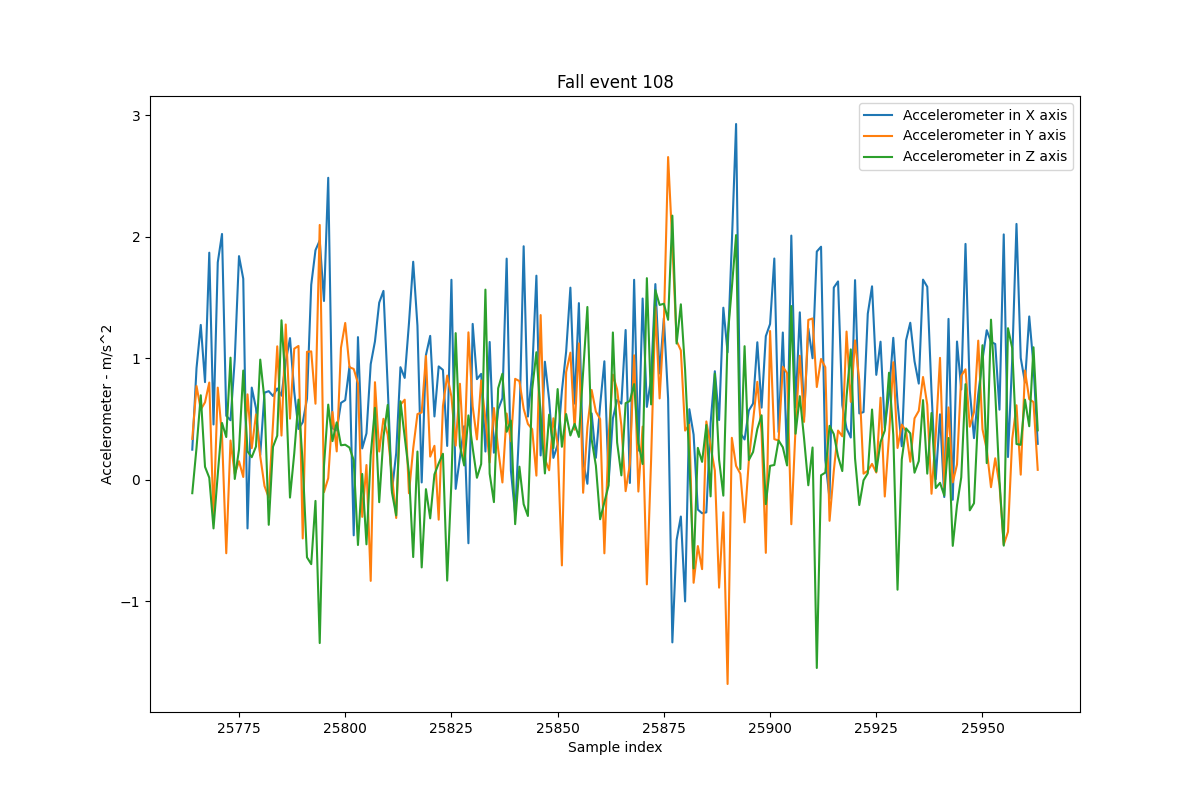 Fall event 108
Accelerometer in X axis
Accelerometer in Y axis
Accelerometer in Z axis
Accelerometer - m/s^2
3
2
1
0
−1
25775 25800 25825 25850 25875 25900 25925 25950
Sample index